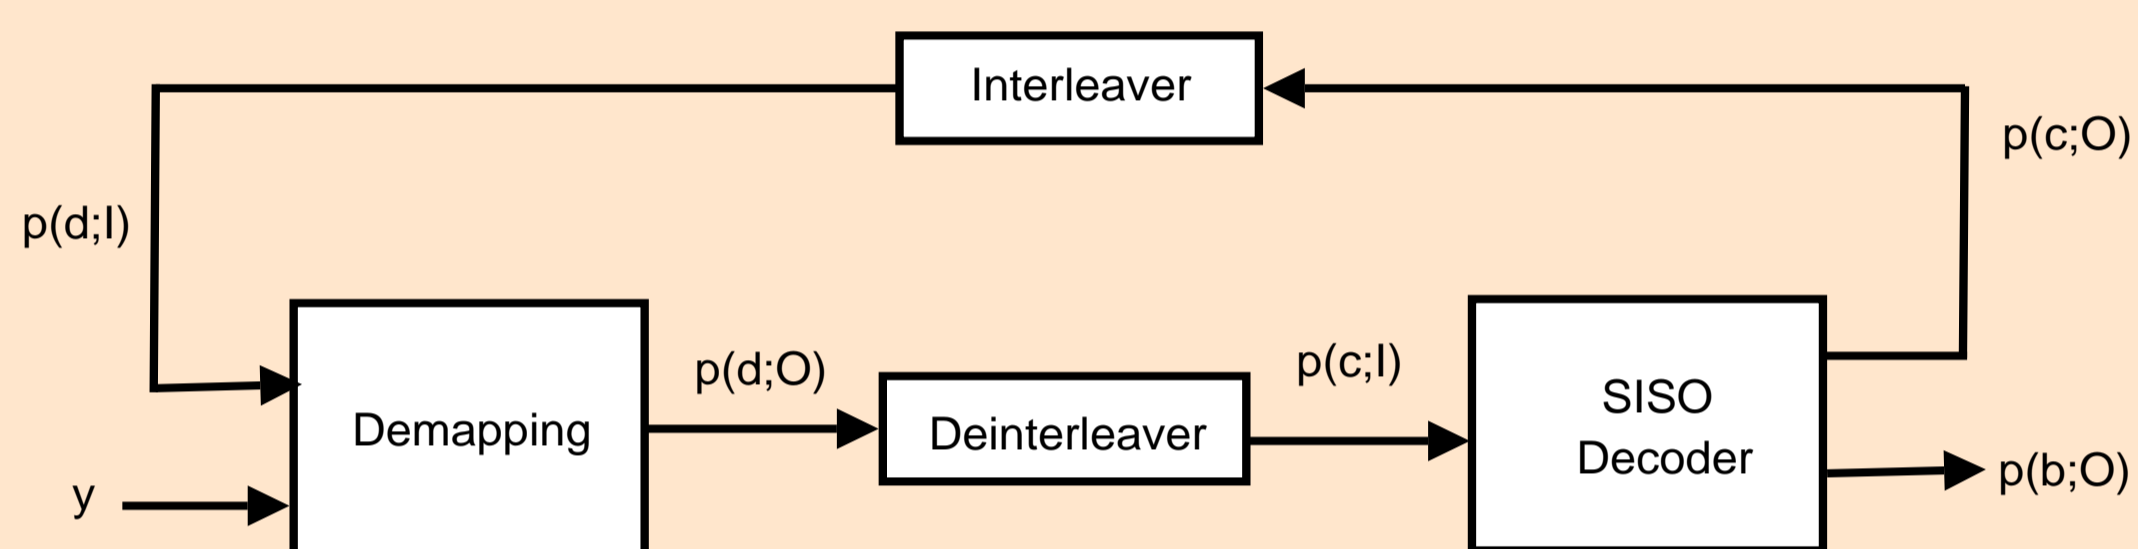 Interleaver
p(c;O)
p(d;I)
p(d;O)
p(c;I)
Demapping
Deinterleaver
SISO
Decoder
y
p(b;O)